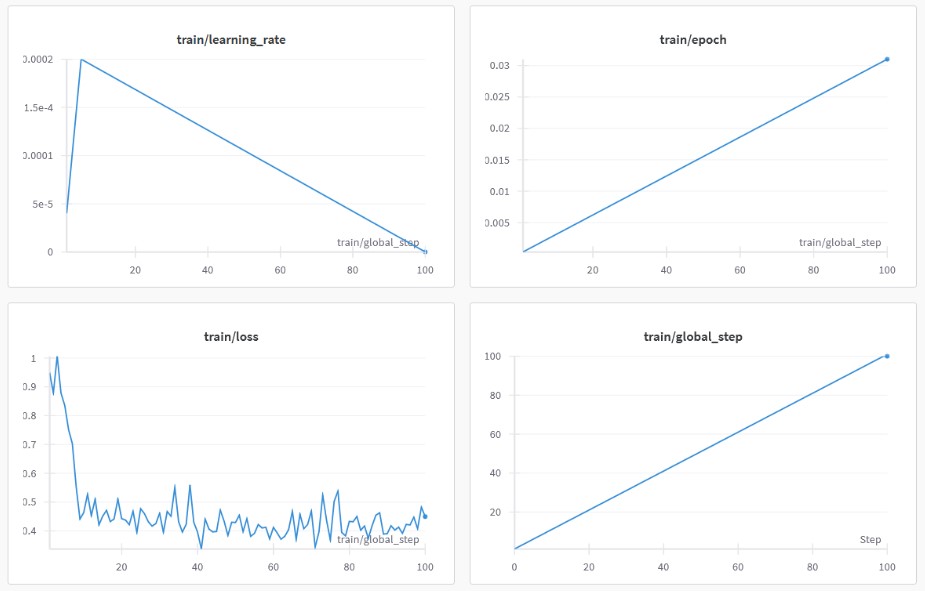 train/learning_rate
0.0002
1.5e-4
0.0001
5e-5
0
train/global_step
20 40 60 80 100
train/epoch
0.03
0.025
0.02
0.015
0.01
0.005
train/global_step
20 40 60 80 100
train/loss
1
0.9
0.8
0.7
0.6
0.5
0.4
train/global_step
20 40 60 80 100
train/global_step
100
80
60
40
20
Step
0 20 40 60 80 100